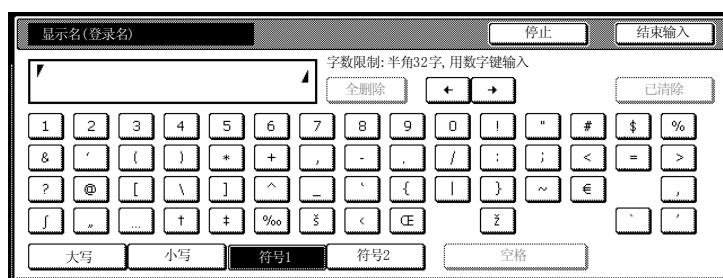 显示名(登录名) 停止 结束输入
字数限制:半角32字,用数字键输入
全删除 ← → 已清除
1 2 3 4 5 6 7 8 9 0 ! " # $ %
& ´ ( ) * + , - . / : ; < = >
? @ [ \ ] ^ _ ` { | } ~ € ‚
ʃ „ … † ‡ ‰ š ‹ Œ ž ` ´
大写 小写 符号1 符号2 空格